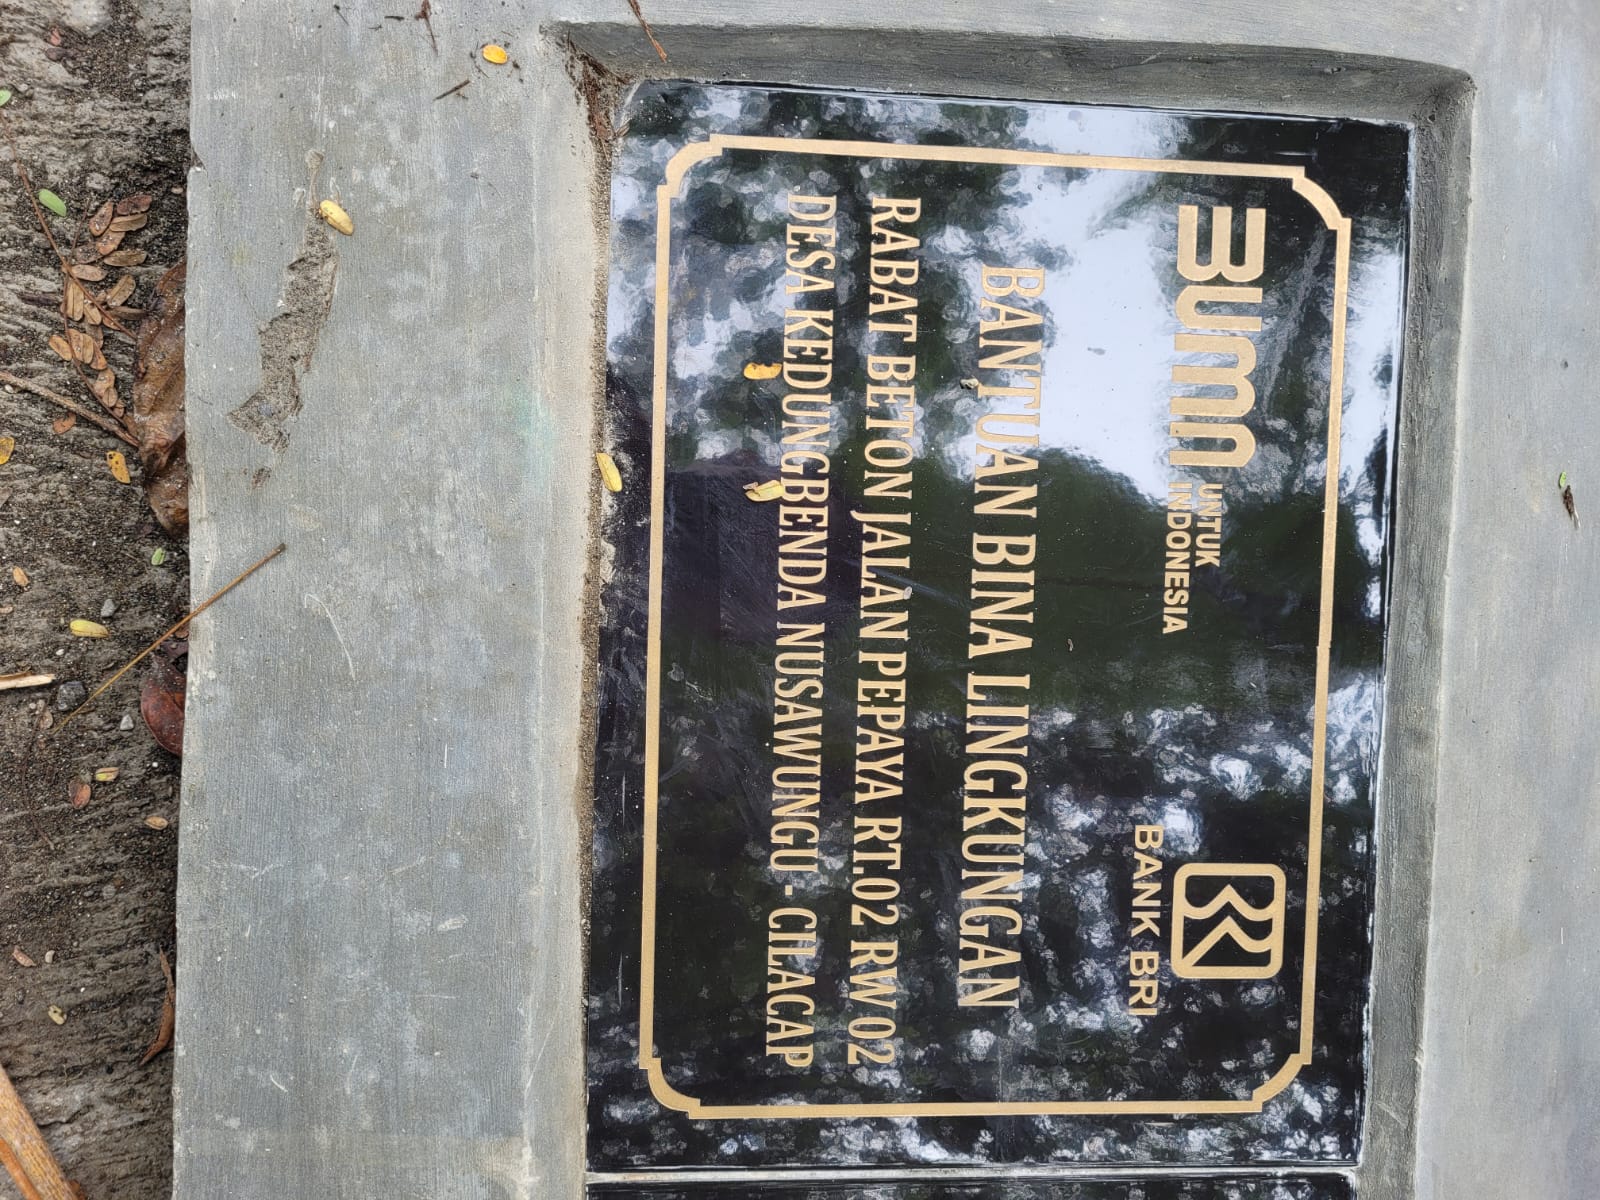 BUMN UNTUK
INDONESIA
BANK BRI
BANTUAN BINA LINGKUNGAN
RABAT BETON JALAN PEPAYA RT.02 RW 02
DESA KEDUNGBENDA NUSAWUNGU - CILACAP